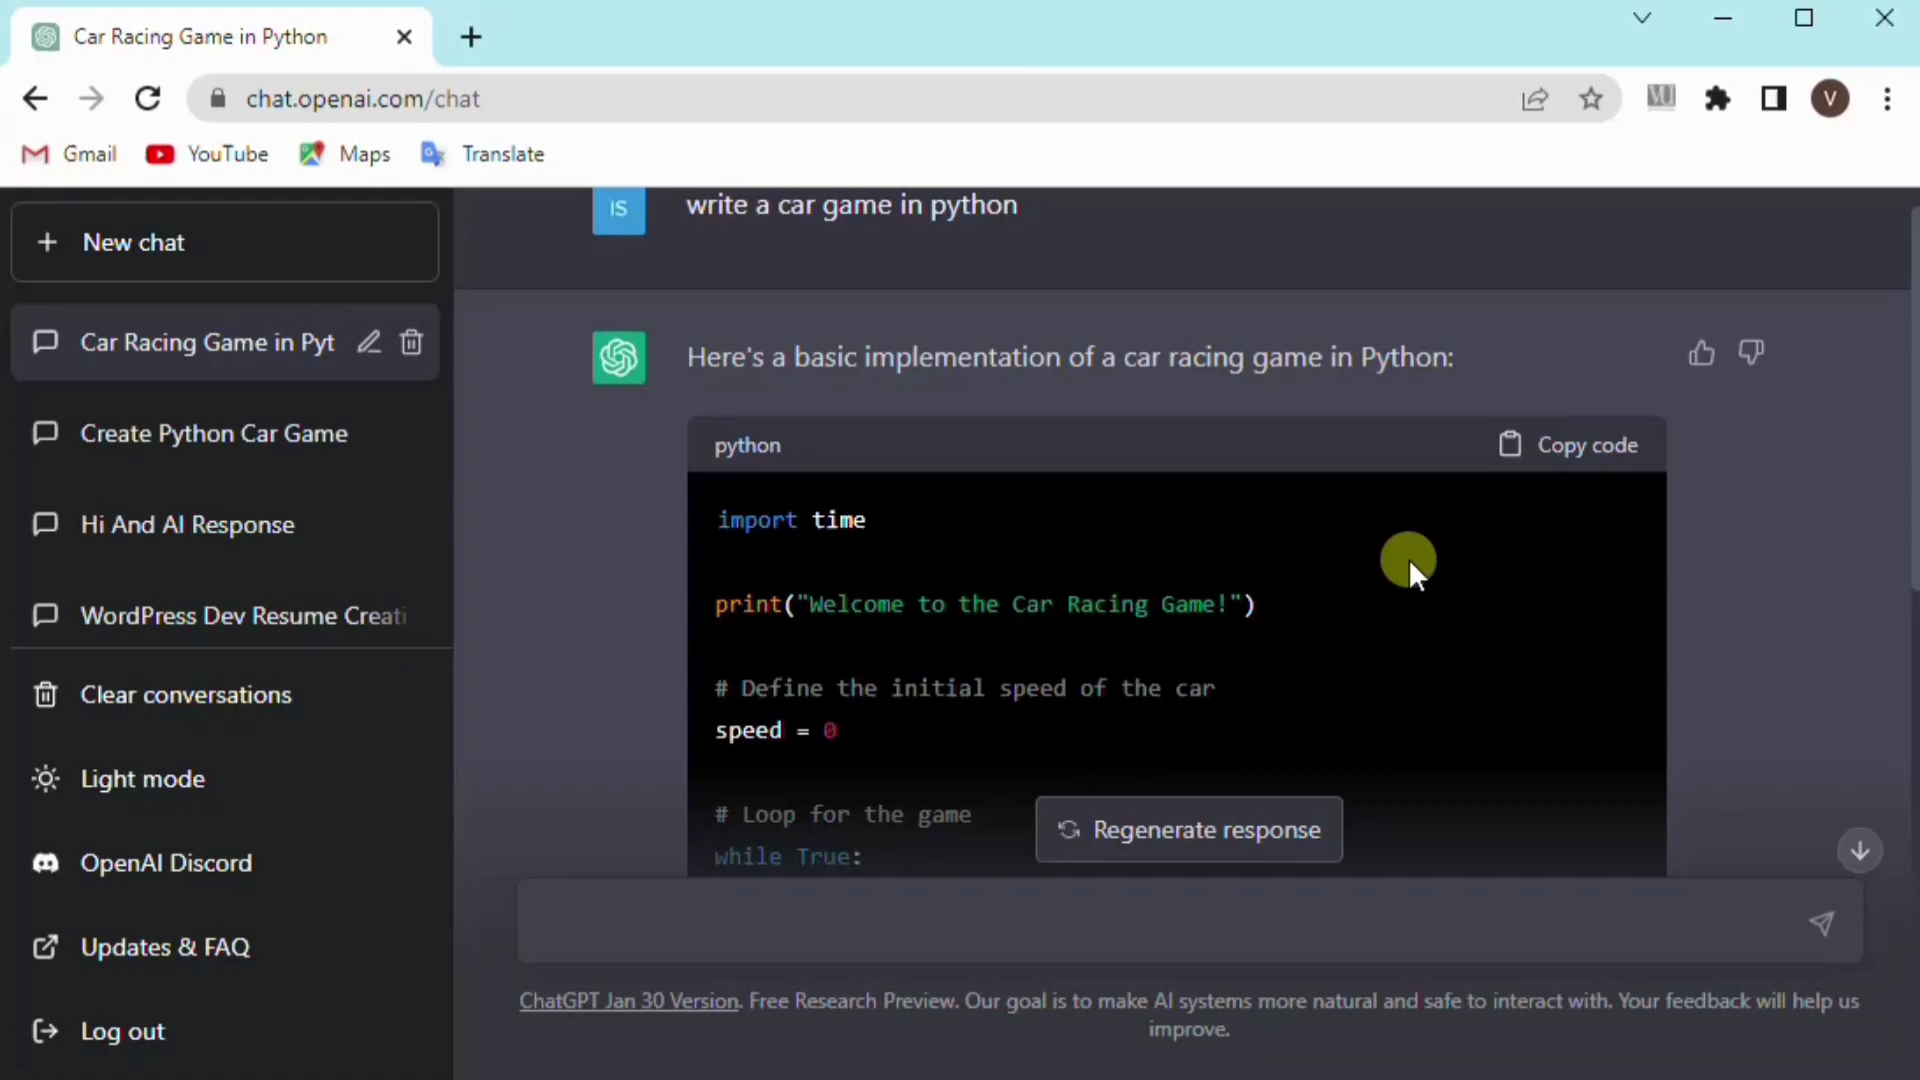 Car Racing Game in Python
chat.openai.com/chat
VU
V
Gmail
YouTube
Maps
Translate
New chat
Car Racing Game in Pyt
Create Python Car Game
Hi And AI Response
WordPress Dev Resume Creati
Clear conversations
Light mode
OpenAI Discord
Updates & FAQ
Log out
IS
write a car game in python
Here's a basic implementation of a car racing game in Python:
python
Copy code
import time
print("Welcome to the Car Racing Game!")
# Define the initial speed of the car
speed = 0
# Loop for the game
while True:
Regenerate response
ChatGPT Jan 30 Version. Free Research Preview. Our goal is to make AI systems more natural and safe to interact with. Your feedback will help us
improve.